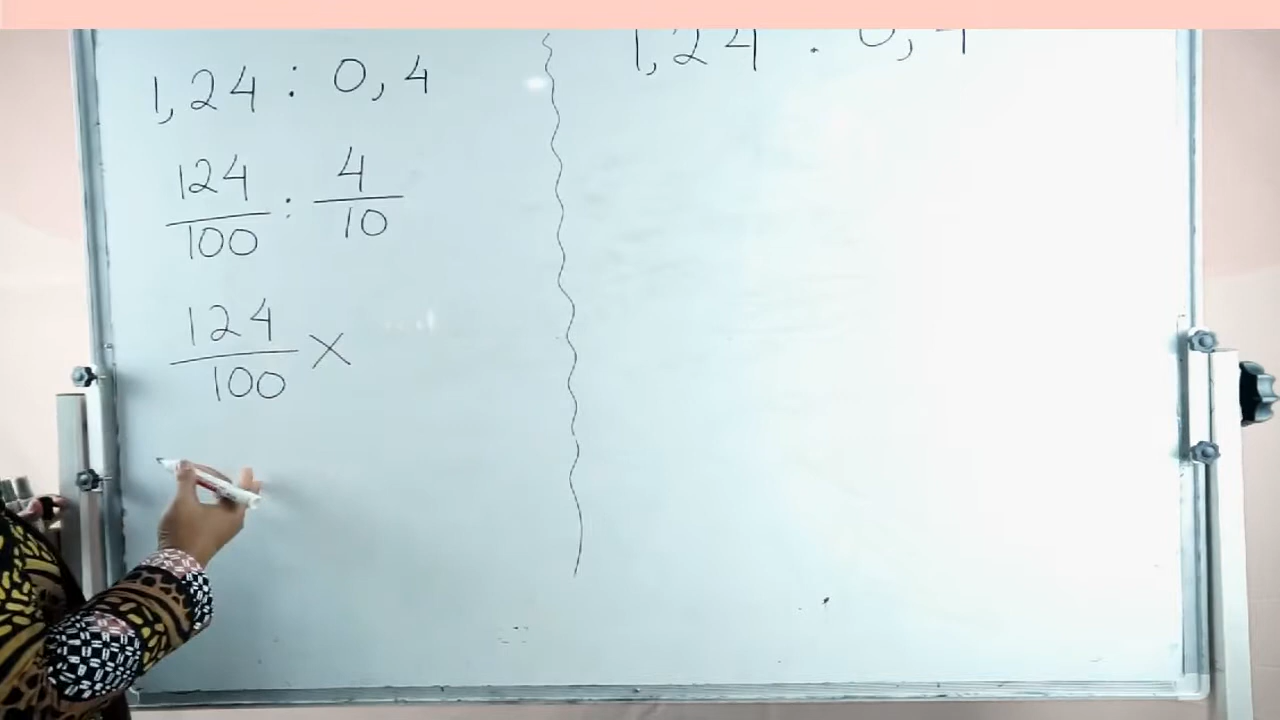 1,24 : 0,4
124/100 : 4/10
124/100 ×
1,24 : 0,4